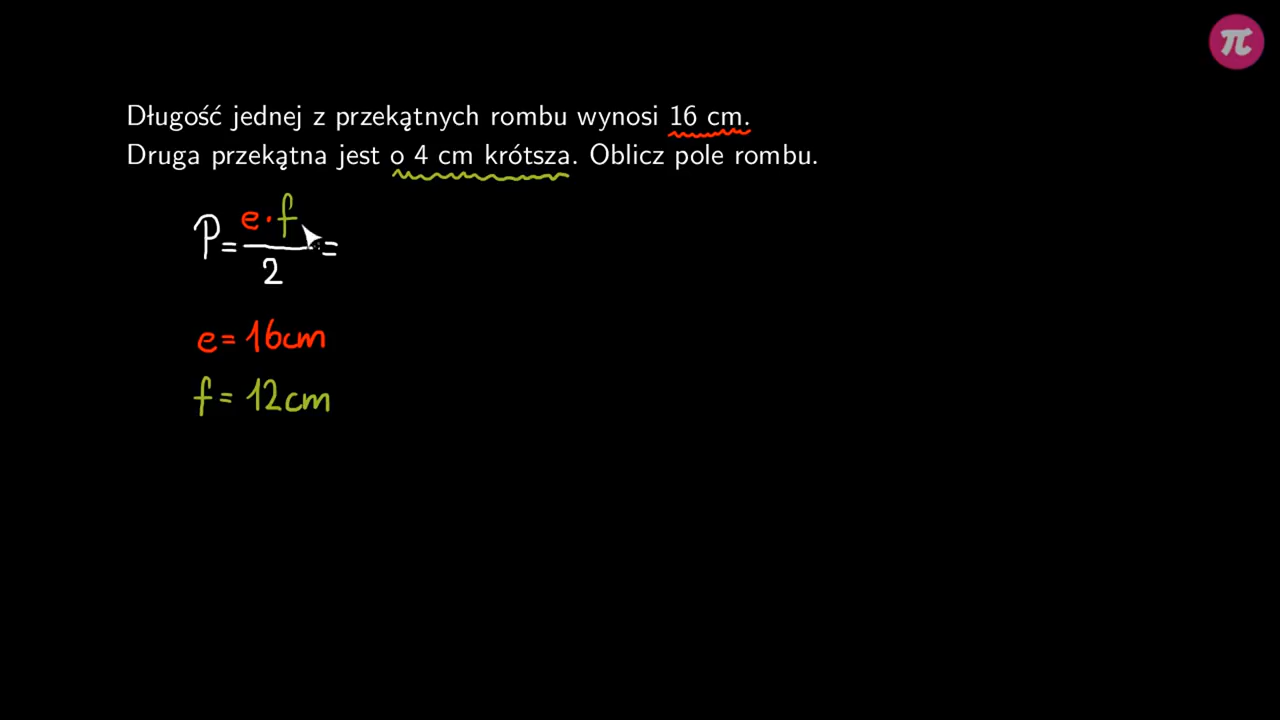 π
Długość jednej z przekątnych rombu wynosi 16 cm.
Druga przekątna jest o 4 cm krótsza. Oblicz pole rombu.
P = e · f / 2 =
e = 16cm
f = 12cm